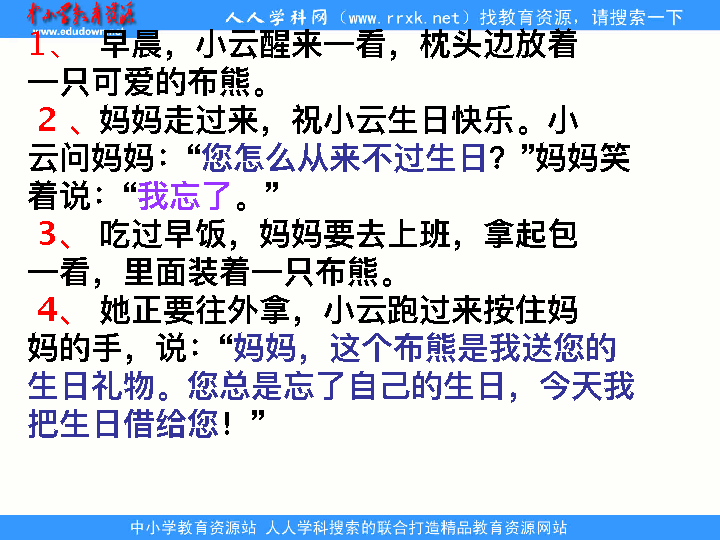 中小学教育资源
www.edudown.net
人人学科网（www.rrxk.net）找教育资源，请搜索一下
1、 早晨，小云醒来一看，枕头边放着
一只可爱的布熊。
2 、妈妈走过来，祝小云生日快乐。小
云问妈妈：“您怎么从来不过生日？”妈妈笑
着说：“我忘了。”
3、 吃过早饭，妈妈要去上班，拿起包
一看，里面装着一只布熊。
4、 她正要往外拿，小云跑过来按住妈
妈的手，说：“妈妈，这个布熊是我送您的
生日礼物。您总是忘了自己的生日，今天我
把生日借给您！”
中小学教育资源站 人人学科搜索的联合打造精品教育资源网站